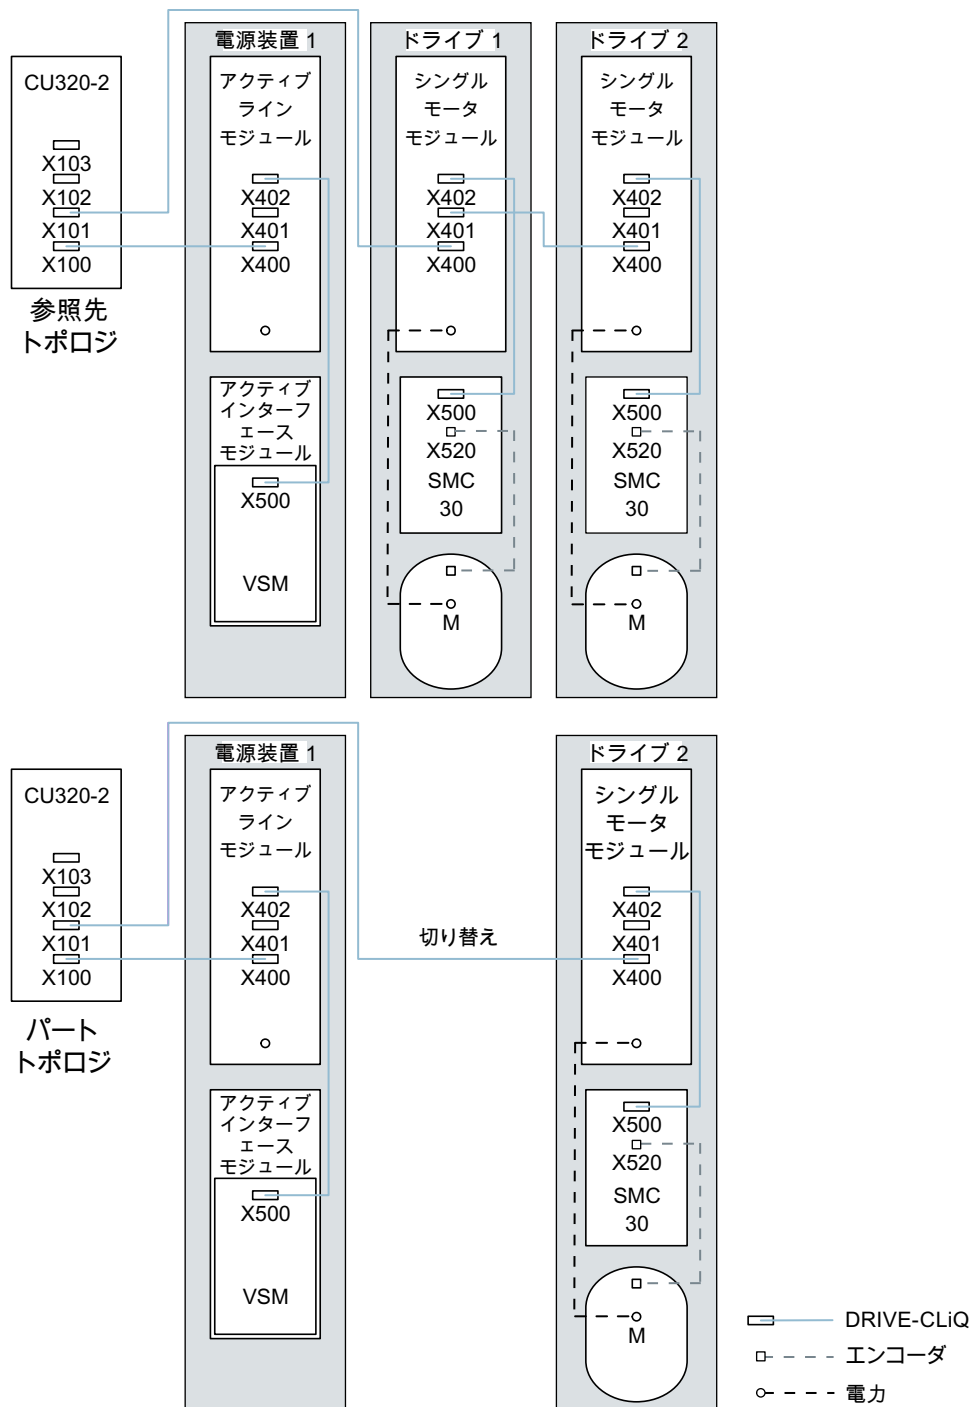 電源装置 1
ドライブ 1
ドライブ 2
CU320-2
X103
X102
X101
X100
参照先
トポロジ
アクティブ
ライン
モジュール
X402
X401
X400
アクティブ
インターフ
ェース
モジュール
X500
VSM
シングル
モータ
モジュール
X402
X401
X400
X500
X520
SMC
30
M
シングル
モータ
モジュール
X402
X401
X400
X500
X520
SMC
30
M
電源装置 1
ドライブ 2
CU320-2
X103
X102
X101
X100
パート
トポロジ
アクティブ
ライン
モジュール
X402
X401
X400
アクティブ
インターフ
ェース
モジュール
X500
VSM
切り替え
シングル
モータ
モジュール
X402
X401
X400
X500
X520
SMC
30
M
DRIVE-CLiQ
エンコーダ
電力